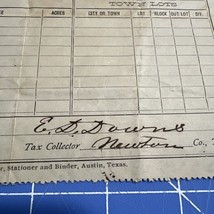 TOWN LOTS
ACRES CITY OR TOWN LOT BLOCK OUT LOT DIV.
E. D. Downs
Tax Collector Newton Co., T
r, Stationer and Binder, Austin, Texas.